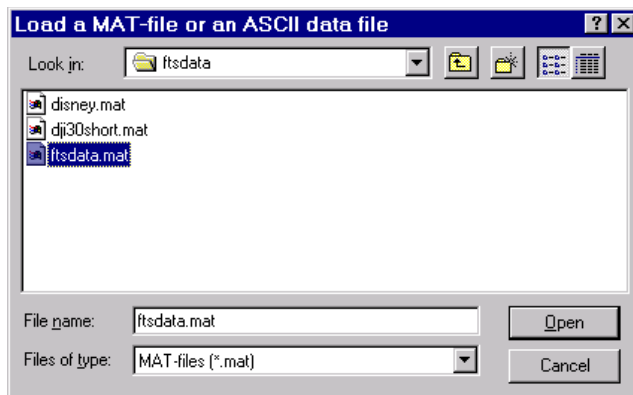 Load a MAT-file or an ASCII data file
Look in: ftsdata
disney.mat
dji30short.mat
ftsdata.mat
File name: ftsdata.mat Open
Files of type: MAT-files (*.mat) Cancel